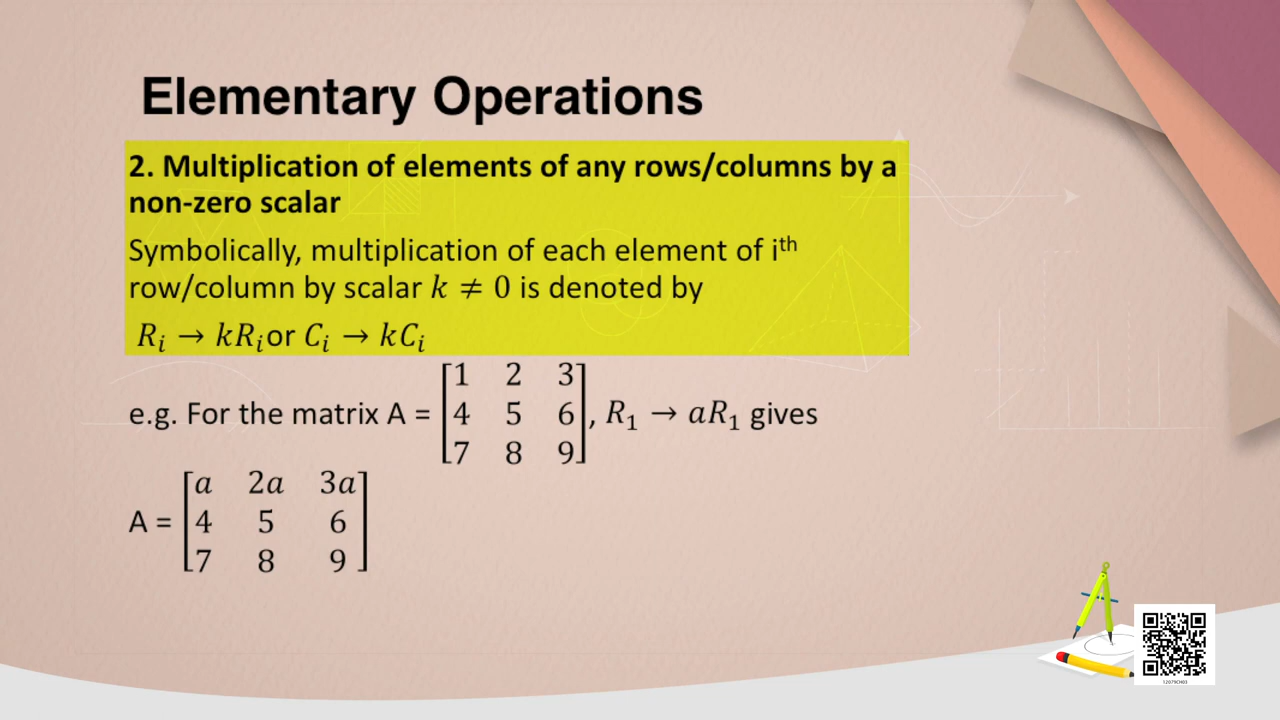 Elementary Operations
2. Multiplication of elements of any rows/columns by a
non-zero scalar
Symbolically, multiplication of each element of iᵗʰ
row/column by scalar k ≠ 0 is denoted by
Rᵢ → kRᵢor Cᵢ → kCᵢ
e.g. For the matrix A = [1 2 3
4 5 6
7 8 9], R₁ → aR₁ gives
A = [a 2a 3a
4 5 6
7 8 9]